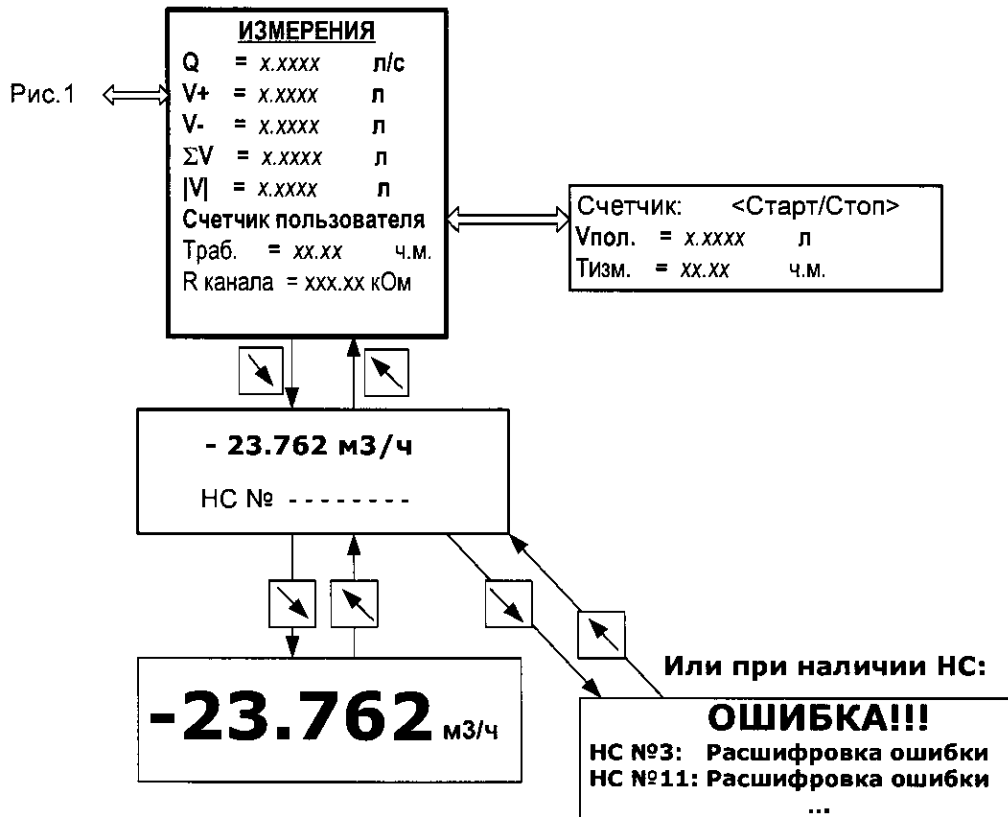 ИЗМЕРЕНИЯ
Q = x.xxxx л/с
V+ = x.xxxx л
V- = x.xxxx л
ΣV = x.xxxx л
|V| = x.xxxx л
Счетчик пользователя
Траб. = xx.xx ч.м.
R канала = xxx.xx кОм
Рис.1
Счетчик: <Старт/Стоп>
Vпол. = x.xxxx л
Тизм. = xx.xx ч.м.
- 23.762 м3/ч
НС № - - - - - - - -
-23.762 м3/ч
Или при наличии НС:
ОШИБКА!!!
НС №3: Расшифровка ошибки
НС №11: Расшифровка ошибки
...